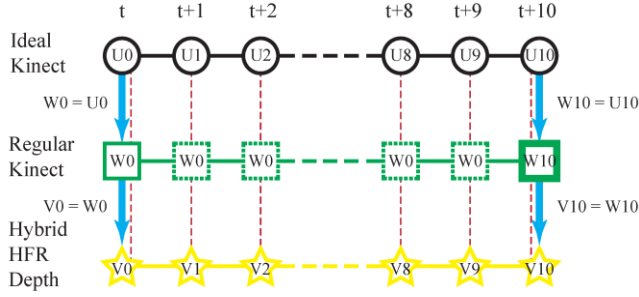 t t+1 t+2 t+8 t+9 t+10
Ideal
Kinect
U0 U1 U2 U8 U9 U10
W0 = U0 W10 = U10
Regular
Kinect
W0 W0 W0 W0 W0 W10
V0 = W0 V10 = W10
Hybrid
HFR
Depth
V0 V1 V2 V8 V9 V10